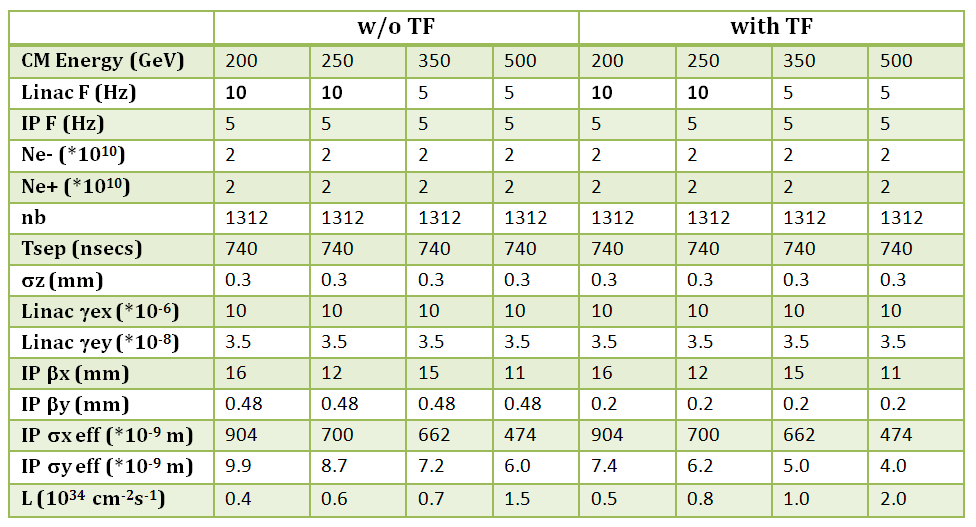 w/o TF with TF
CM Energy (GeV) 200 250 350 500 200 250 350 500
Linac F (Hz) 10 10 5 5 10 10 5 5
IP F (Hz) 5 5 5 5 5 5 5 5
Ne- (*10¹⁰) 2 2 2 2 2 2 2 2
Ne+ (*10¹⁰) 2 2 2 2 2 2 2 2
nb 1312 1312 1312 1312 1312 1312 1312 1312
Tsep (nsecs) 740 740 740 740 740 740 740 740
σz (mm) 0.3 0.3 0.3 0.3 0.3 0.3 0.3 0.3
Linac γex (*10⁻⁶) 10 10 10 10 10 10 10 10
Linac γey (*10⁻⁸) 3.5 3.5 3.5 3.5 3.5 3.5 3.5 3.5
IP βx (mm) 16 12 15 11 16 12 15 11
IP βy (mm) 0.48 0.48 0.48 0.48 0.2 0.2 0.2 0.2
IP σx eff (*10⁻⁹ m) 904 700 662 474 904 700 662 474
IP σy eff (*10⁻⁹ m) 9.9 8.7 7.2 6.0 7.4 6.2 5.0 4.0
L (10³⁴ cm⁻²s⁻¹) 0.4 0.6 0.7 1.5 0.5 0.8 1.0 2.0